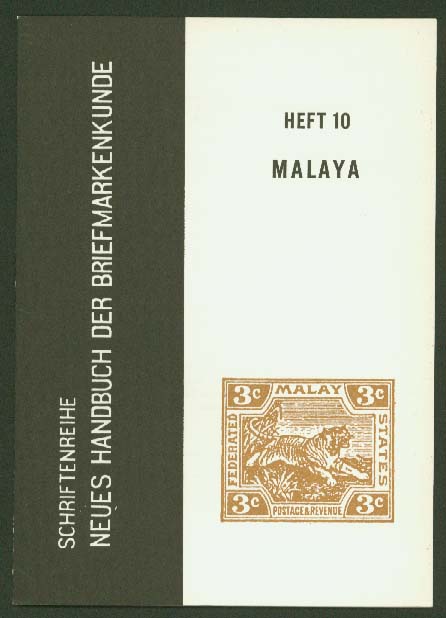 SCHRIFTENREIHE
NEUES HANDBUCH DER BRIEFMARKENKUNDE
HEFT 10
MALAYA
3c MALAY 3c
FEDERATED
STATES
3c POSTAGE & REVENUE 3c